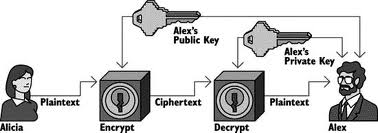 Alex's
Public Key
Alex's
Private Key
Plaintext
Ciphertext
Plaintext
Alicia
Encrypt
Decrypt
Alex